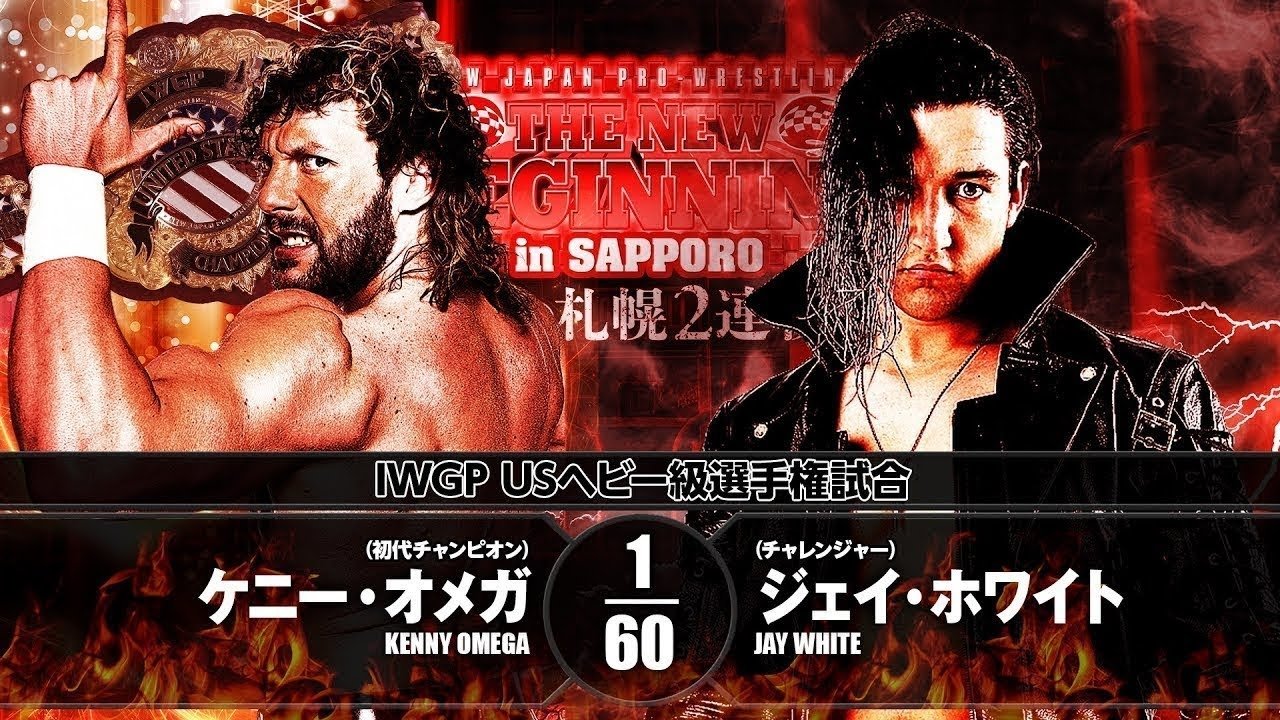 IWGP
UNITED STATES
CHAMPION
JAPAN PRO-WRESTLING
THE NEW
BEGINNING
in SAPPORO
札幌2連
IWGP USヘビー級選手権試合
(初代チャンピオン)
ケニー・オメガ
KENNY OMEGA
1
60
(チャレンジャー)
ジェイ・ホワイト
JAY WHITE